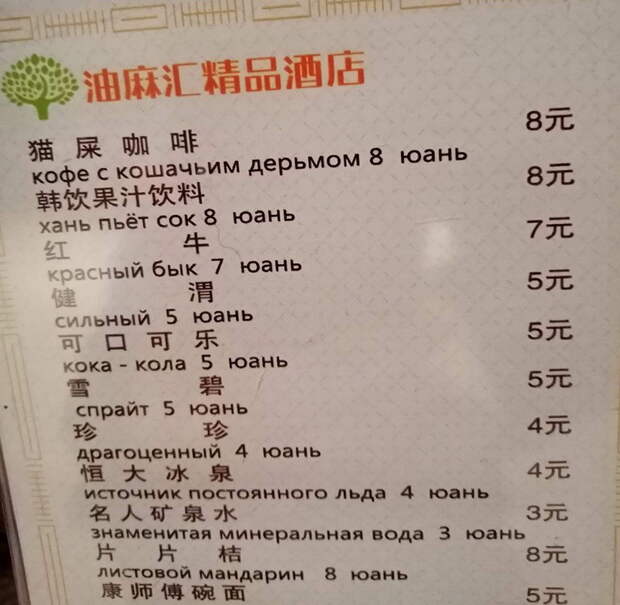 油麻汇精品酒店
猫屎咖啡 8元
кофе с кошачьим дерьмом 8 юань
韩饮果汁饮料 8元
хань пьёт сок 8 юань
红牛 7元
красный бык 7 юань
健渭 5元
сильный 5 юань
可口可乐 5元
кока - кола 5 юань
雪碧 5元
спрайт 5 юань
珍珍 4元
драгоценный 4 юань
恒大冰泉 4元
источник постоянного льда 4 юань
名人矿泉水 3元
знаменитая минеральная вода 3 юань
片片桔 8元
листовой мандарин 8 юань
康师傅碗面 5元